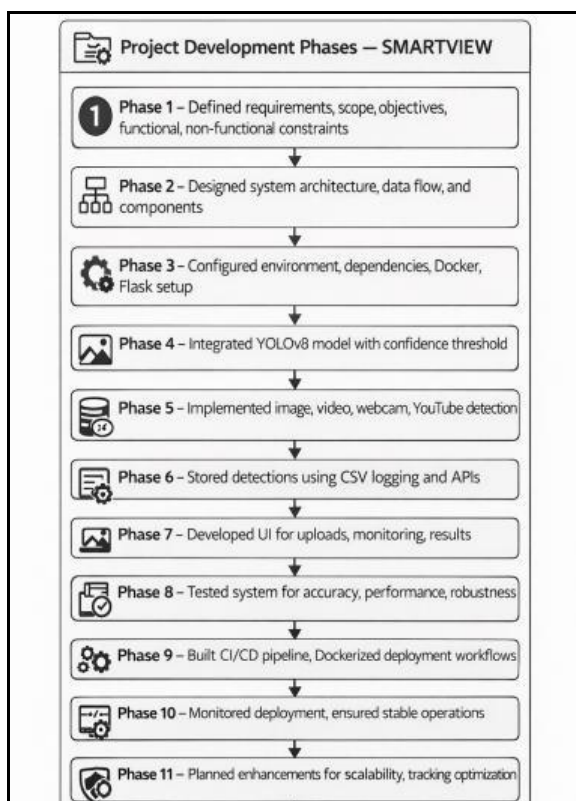 Project Development Phases — SMARTVIEW
1
Phase 1 – Defined requirements, scope, objectives,
functional, non-functional constraints
Phase 2 – Designed system architecture, data flow, and
components
Phase 3 – Configured environment, dependencies, Docker,
Flask setup
Phase 4 – Integrated YOLOv8 model with confidence threshold
Phase 5 – Implemented image, video, webcam, YouTube detection
Phase 6 – Stored detections using CSV logging and APIs
Phase 7 – Developed UI for uploads, monitoring, results
Phase 8 – Tested system for accuracy, performance, robustness
Phase 9 – Built CI/CD pipeline, Dockerized deployment workflows
Phase 10 – Monitored deployment, ensured stable operations
Phase 11 – Planned enhancements for scalability, tracking optimization